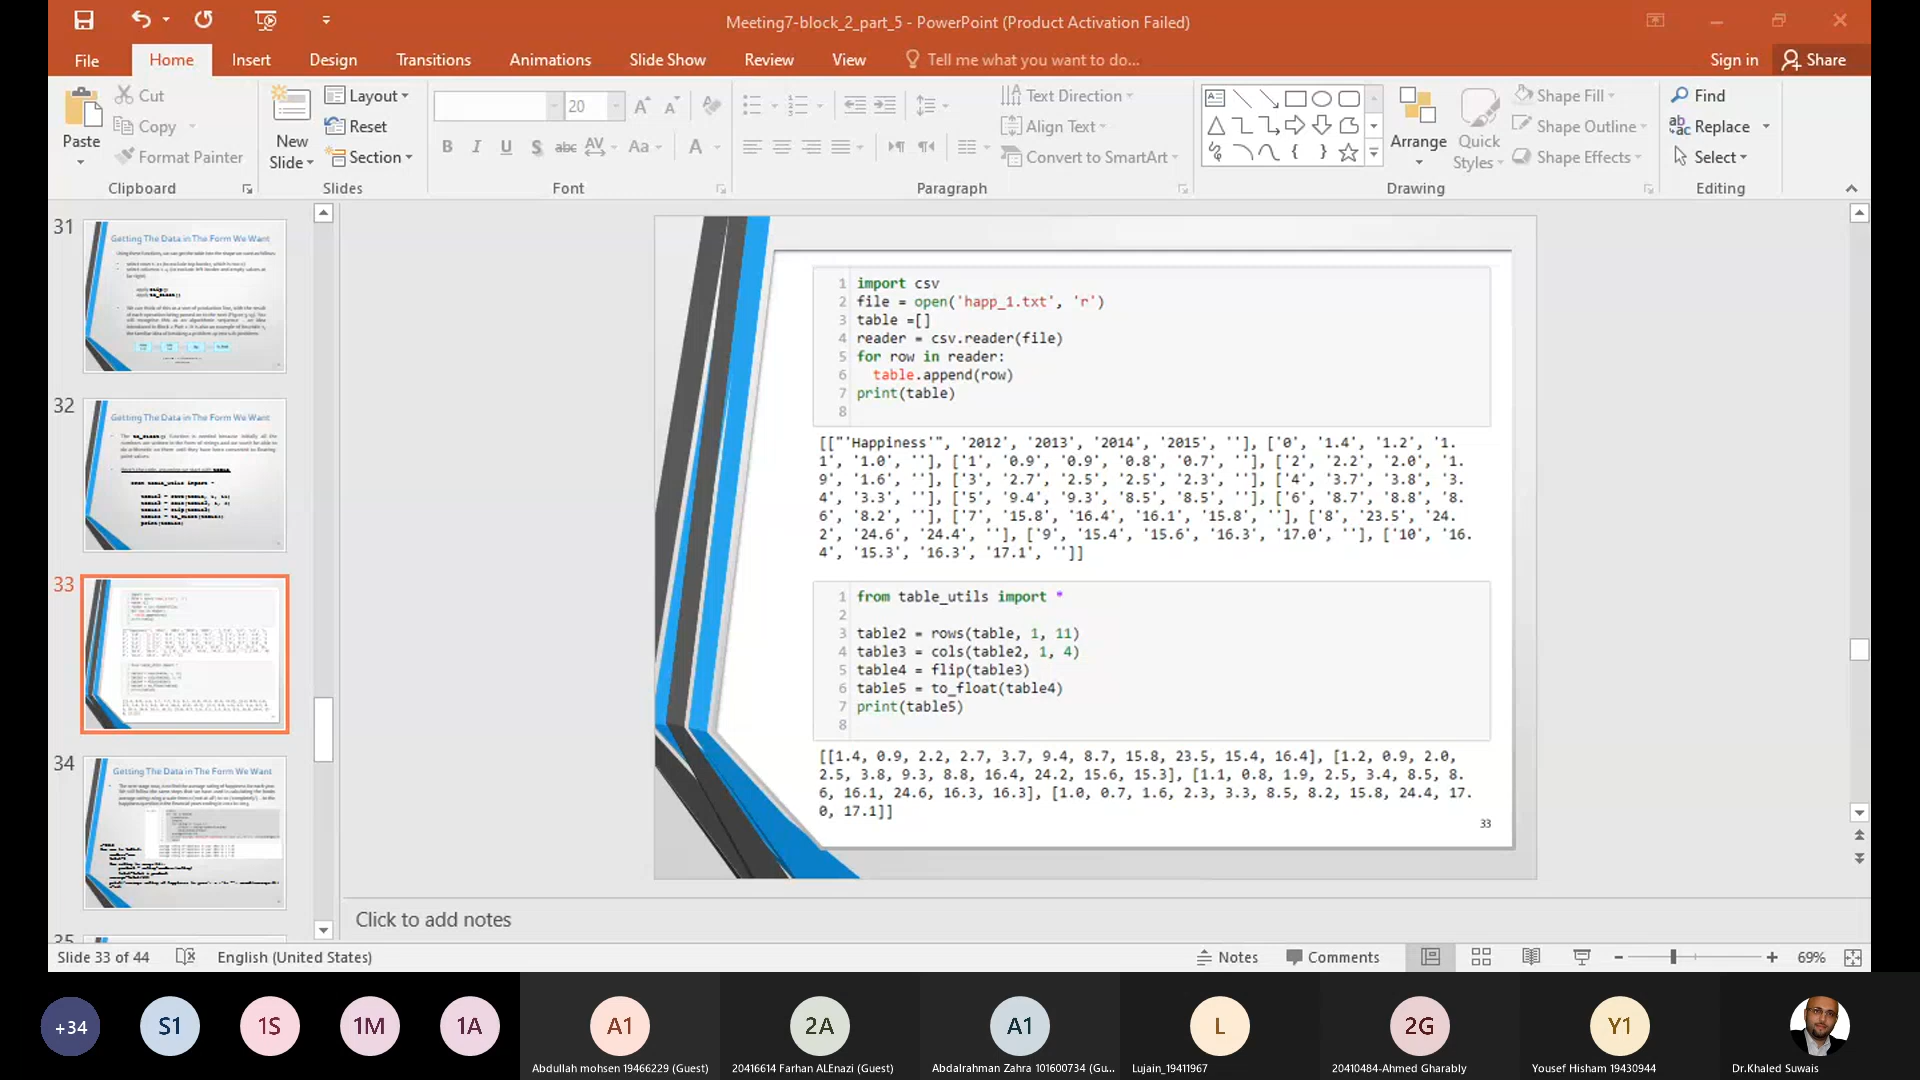 Meeting7-block_2_part_5 - PowerPoint (Product Activation Failed)
File Home Insert Design Transitions Animations Slide Show Review View Tell me what you want to do... Sign in Share
Paste
Cut
Copy
Format Painter
Clipboard
New Slide
Layout
Reset
Section
Slides
20
B I U S abc AV Aa A
Font
Text Direction
Align Text
Convert to SmartArt
Paragraph
Arrange
Quick Styles
Shape Fill
Shape Outline
Shape Effects
Drawing
Find
Replace
Select
Editing
31
Getting The Data in The Form We Want
32
Getting The Data in The Form We Want
33
34
Getting The Data in The Form We Want
35
1 import csv
2 file = open('happ_1.txt', 'r')
3 table =[]
4 reader = csv.reader(file)
5 for row in reader:
6 table.append(row)
7 print(table)
8
[["'Happiness'", '2012', '2013', '2014', '2015', ''], ['0', '1.4', '1.2', '1.
1', '1.0', ''], ['1', '0.9', '0.9', '0.8', '0.7', ''], ['2', '2.2', '2.0', '1.
9', '1.6', ''], ['3', '2.7', '2.5', '2.5', '2.3', ''], ['4', '3.7', '3.8', '3.
4', '3.3', ''], ['5', '9.4', '9.3', '8.5', '8.5', ''], ['6', '8.7', '8.8', '8.
6', '8.2', ''], ['7', '15.8', '16.4', '16.1', '15.8', ''], ['8', '23.5', '24.
2', '24.6', '24.4', ''], ['9', '15.4', '15.6', '16.3', '17.0', ''], ['10', '16.
4', '15.3', '16.3', '17.1', '']]
1 from table_utils import *
2
3 table2 = rows(table, 1, 11)
4 table3 = cols(table2, 1, 4)
5 table4 = flip(table3)
6 table5 = to_float(table4)
7 print(table5)
8
[[1.4, 0.9, 2.2, 2.7, 3.7, 9.4, 8.7, 15.8, 23.5, 15.4, 16.4], [1.2, 0.9, 2.0,
2.5, 3.8, 9.3, 8.8, 16.4, 24.2, 15.6, 15.3], [1.1, 0.8, 1.9, 2.5, 3.4, 8.5, 8.
6, 16.1, 24.6, 16.3, 16.3], [1.0, 0.7, 1.6, 2.3, 3.3, 8.5, 8.2, 15.8, 24.4, 17.
0, 17.1]]
33
Click to add notes
Slide 33 of 44 English (United States) Notes Comments 69%
+34 S1 1S 1M 1A A1 2A A1 L 2G Y1
Abdullah mohsen 19466229 (Guest) 20416614 Farhan ALEnazi (Guest) Abdalrahman Zahra 101600734 (Gu... Lujain_19411967 20410484-Ahmed Gharably Yousef Hisham 19430944 Dr.Khaled Suwais